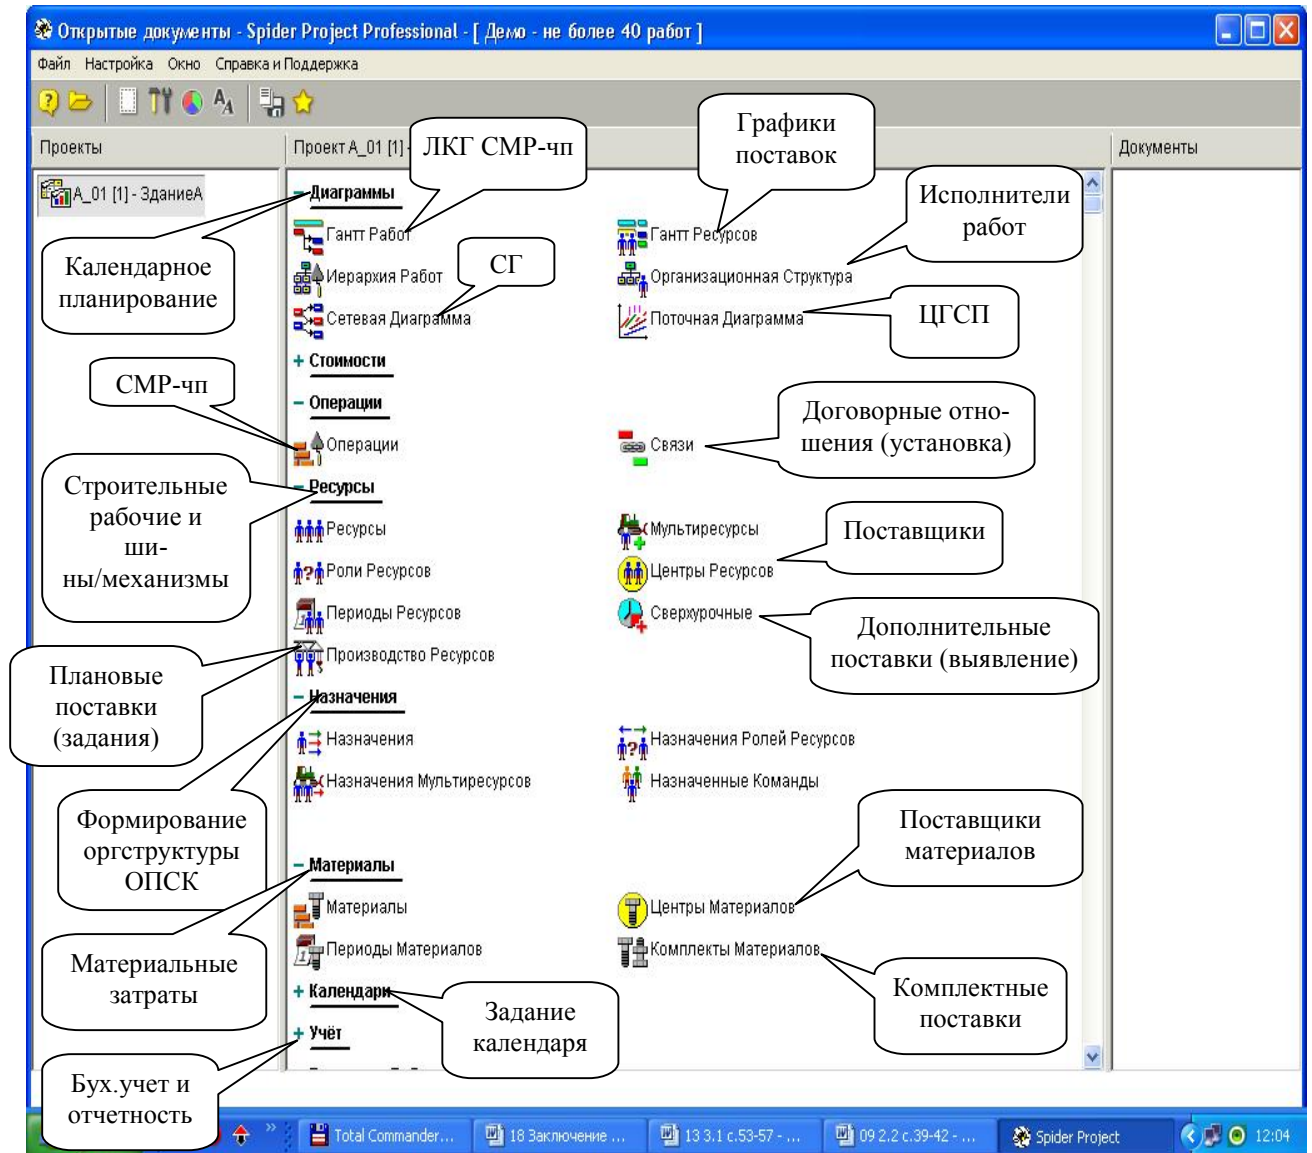 Открытые документы - Spider Project Professional - [ Демо - не более 40 работ ]
Файл Настройка Окно Справка и Поддержка
Проекты
Проект A_01 [1] -
Документы
A_01 [1] - ЗданиеА
ЛКГ СМР-чп
Графики
поставок
Исполнители
работ
Календарное
планирование
СГ
ЦГСП
Диаграммы
Гантт Работ
Гантт Ресурсов
Иерархия Работ
Организационная Структура
Сетевая Диаграмма
Поточная Диаграмма
+ Стоимости
СМР-чп
Операции
Операции
Связи
Договорные отно-
шения (установка)
Строительные
рабочие и
ши-
ны/механизмы
Ресурсы
Ресурсы
Мультиресурсы
Поставщики
Роли Ресурсов
Центры Ресурсов
Периоды Ресурсов
Сверхурочные
Дополнительные
поставки (выявление)
Производство Ресурсов
Плановые
поставки
(задания)
Назначения
Назначения
Назначения Ролей Ресурсов
Назначения Мультиресурсов
Назначенные Команды
Формирование
оргструктуры
ОПСК
Поставщики
материалов
Материалы
Материалы
Центры Материалов
Периоды Материалов
Комплекты Материалов
Материальные
затраты
Комплектные
поставки
+ Календари
Задание
календаря
+ Учёт
Бух.учет и
отчетность
Total Commander...
18 Заключение ...
13 3.1 с.53-57 - ...
09 2.2 с.39-42 - ...
Spider Project
12:04